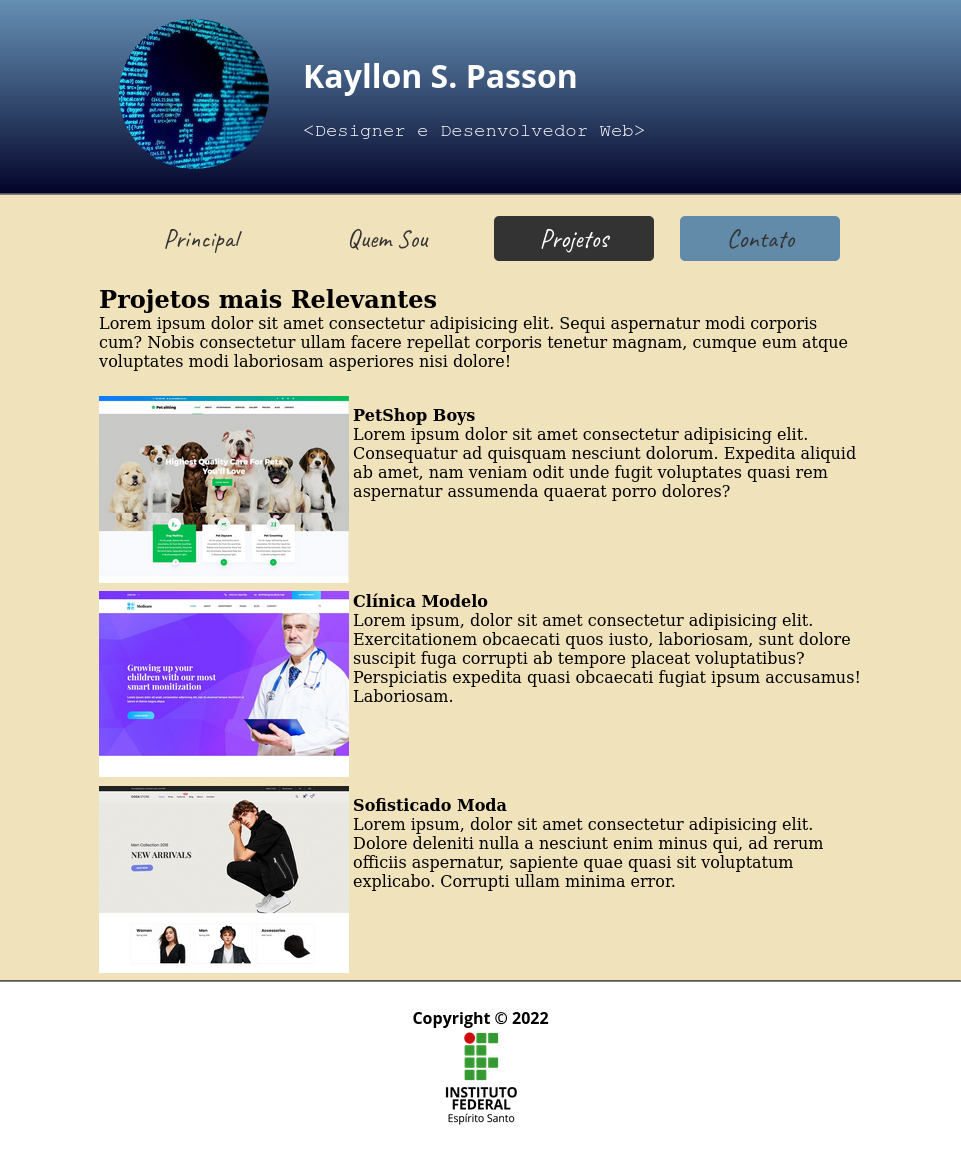 Kayllon S. Passon
<Designer e Desenvolvedor Web>
Principal
Quem Sou
Projetos
Contato
Projetos mais Relevantes
Lorem ipsum dolor sit amet consectetur adipisicing elit. Sequi aspernatur modi corporis
cum? Nobis consectetur ullam facere repellat corporis tenetur magnam, cumque eum atque
voluptates modi laboriosam asperiores nisi dolore!
Pet sitting
Highest Quality Care For Pets
You'll Love
Dog Walking
Pet Daycare
Pet Grooming
PetShop Boys
Lorem ipsum dolor sit amet consectetur adipisicing elit.
Consequatur ad quisquam nesciunt dolorum. Expedita aliquid
ab amet, nam veniam odit unde fugit voluptates quasi rem
aspernatur assumenda quaerat porro dolores?
Medicare
Growing up your
children with our most
smart monitization
Clínica Modelo
Lorem ipsum, dolor sit amet consectetur adipisicing elit.
Exercitationem obcaecati quos iusto, laboriosam, sunt dolore
suscipit fuga corrupti ab tempore placeat voluptatibus?
Perspiciatis expedita quasi obcaecati fugiat ipsum accusamus!
Laboriosam.
Men Collection 2018
NEW ARRIVALS
Women
Men
Accessories
Sofisticado Moda
Lorem ipsum, dolor sit amet consectetur adipisicing elit.
Dolore deleniti nulla a nesciunt enim minus qui, ad rerum
officiis aspernatur, sapiente quae quasi sit voluptatum
explicabo. Corrupti ullam minima error.
Copyright © 2022
INSTITUTO
FEDERAL
Espírito Santo